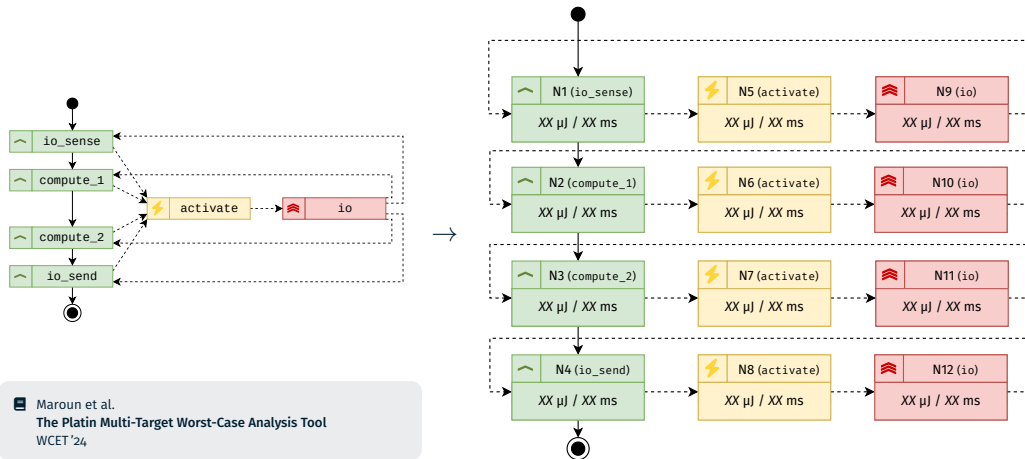 io_sense
compute_1
activate
io
compute_2
io_send
→
N1 (io_sense)
XX µJ / XX ms
N5 (activate)
XX µJ / XX ms
N9 (io)
XX µJ / XX ms
N2 (compute_1)
XX µJ / XX ms
N6 (activate)
XX µJ / XX ms
N10 (io)
XX µJ / XX ms
N3 (compute_2)
XX µJ / XX ms
N7 (activate)
XX µJ / XX ms
N11 (io)
XX µJ / XX ms
N4 (io_send)
XX µJ / XX ms
N8 (activate)
XX µJ / XX ms
N12 (io)
XX µJ / XX ms
Maroun et al.
The Platin Multi-Target Worst-Case Analysis Tool
WCET ’24